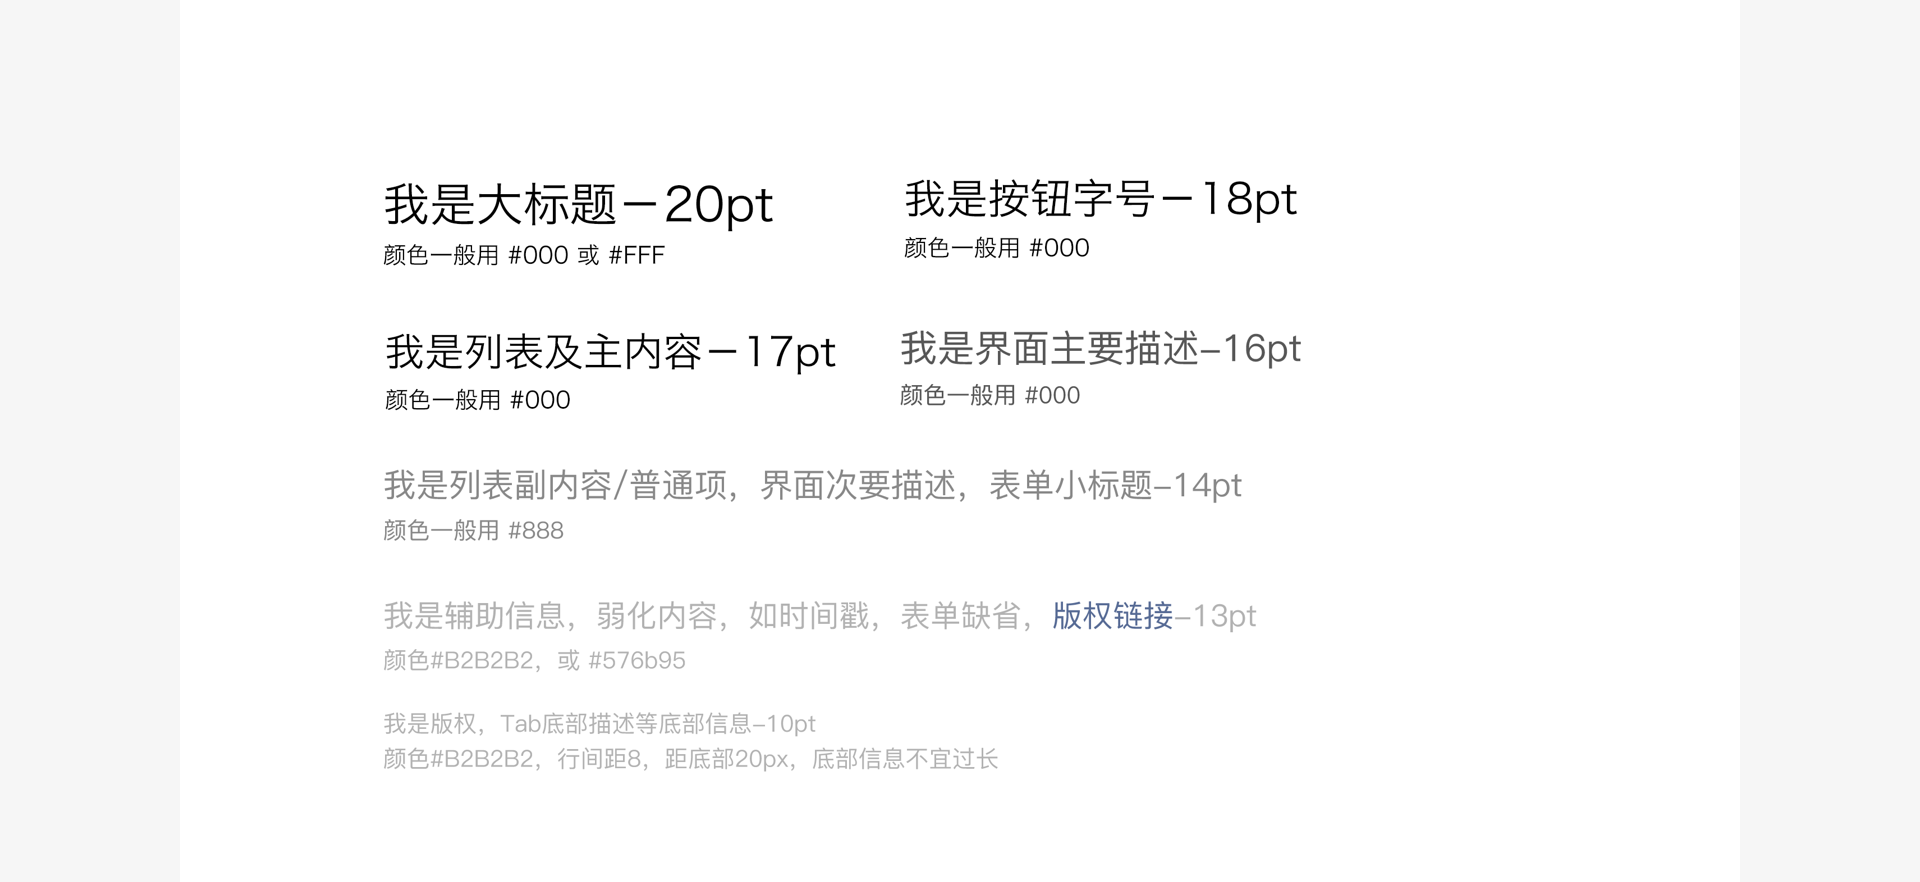 我是大标题－20pt
颜色一般用 #000 或 #FFF
我是按钮字号－18pt
颜色一般用 #000
我是列表及主内容－17pt
颜色一般用 #000
我是界面主要描述–16pt
颜色一般用 #000
我是列表副内容/普通项，界面次要描述，表单小标题–14pt
颜色一般用 #888
我是辅助信息，弱化内容，如时间戳，表单缺省，版权链接–13pt
颜色#B2B2B2，或 #576b95
我是版权，Tab底部描述等底部信息–10pt
颜色#B2B2B2，行间距8，距底部20px，底部信息不宜过长